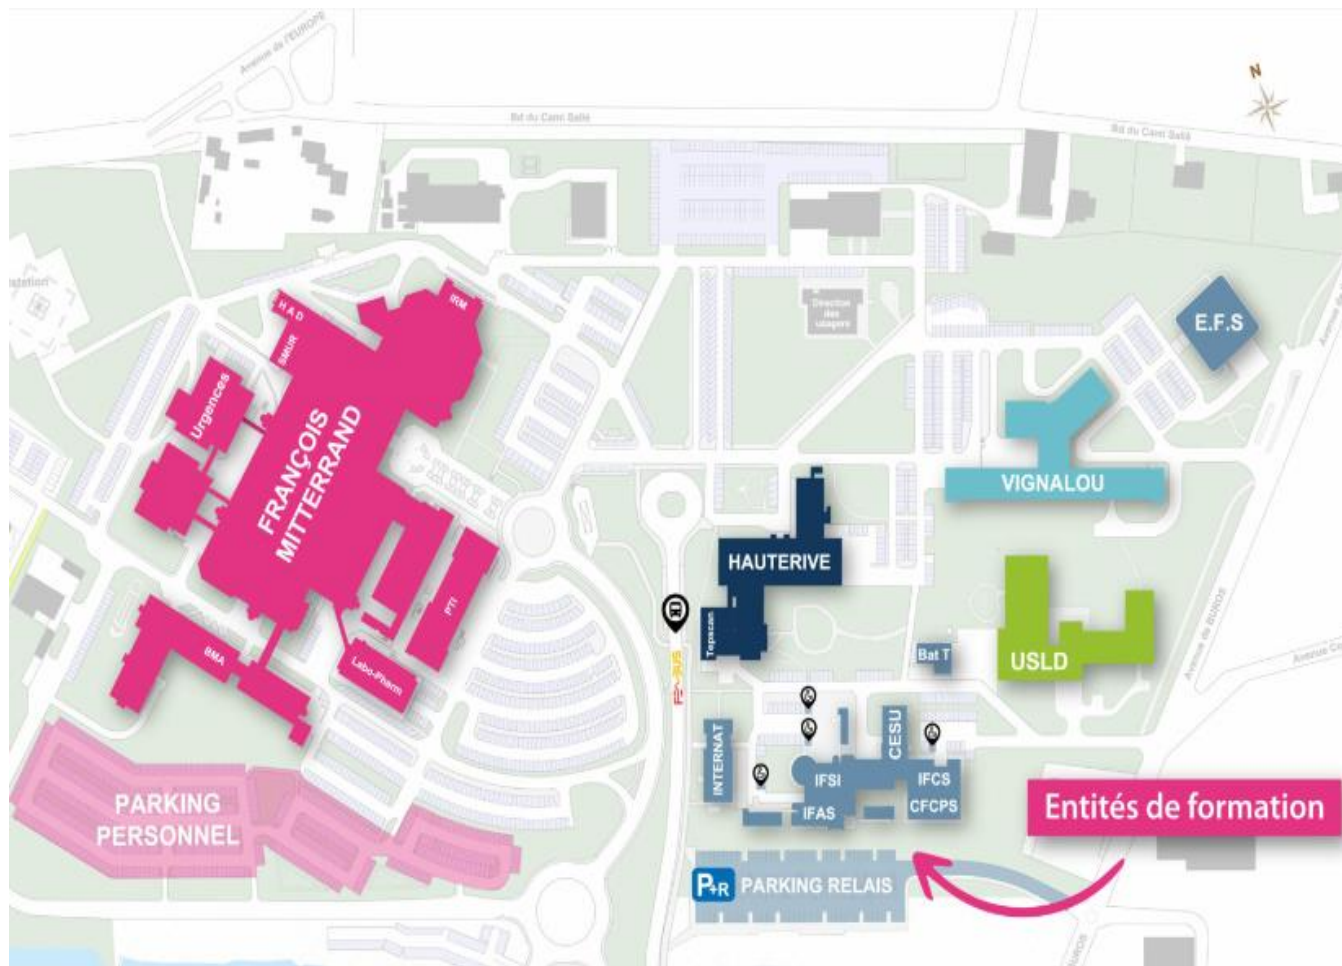 Avenue de l'EUROPE
Bd du Cami Salié
Bd du Cami Salié
N
HAD
SMUR
IRM
Direction
des
usagers
E.F.S
Urgences
FRANÇOIS
MITTERRAND
VIGNALOU
HAUTERIVE
PTI
Tepscan
BMA
Labo-Pharm
Bat T
USLD
Avenue de BUROS
INTERNAT
CESU
IFSI
IFCS
IFAS
CFCPS
PARKING
PERSONNEL
Entités de formation
P+R
PARKING RELAIS
BUROS